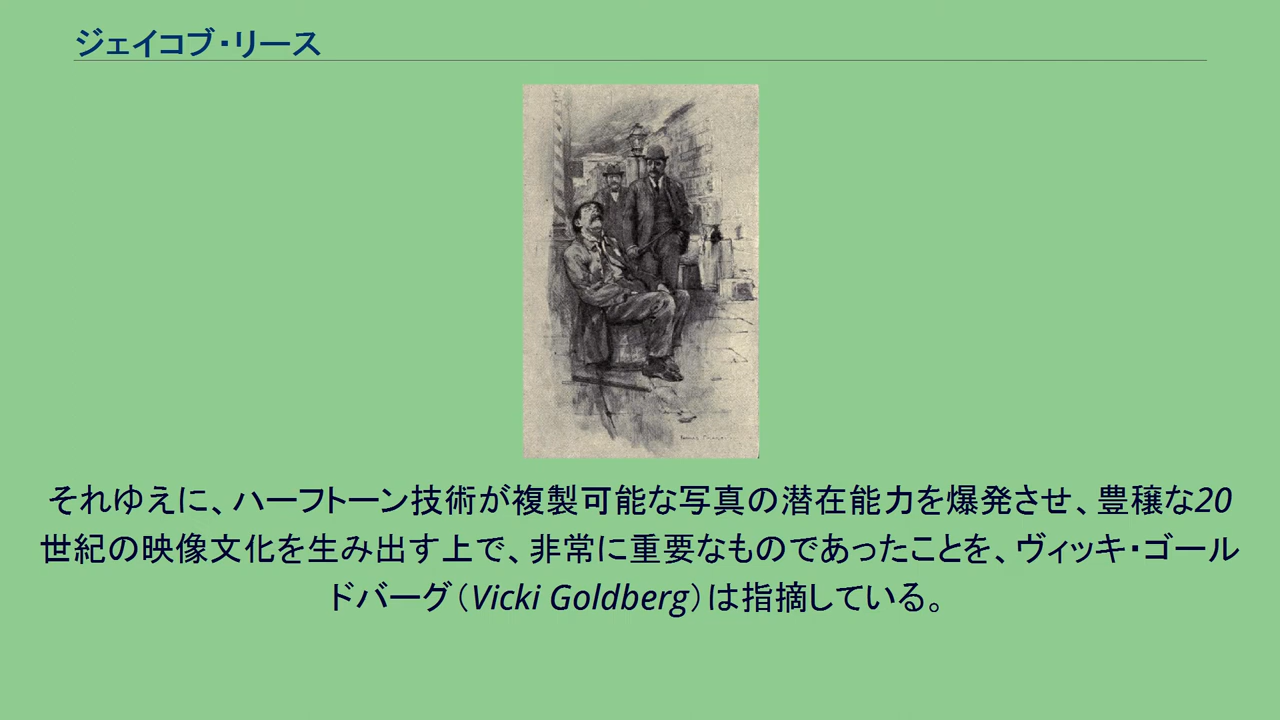 ジェイコブ・リース
それゆえに、ハーフトーン技術が複製可能な写真の潜在能力を爆発させ、豊穣な20
世紀の映像文化を生み出す上で、非常に重要なものであったことを、ヴィッキ・ゴール
ドバーグ（Vicki Goldberg）は指摘している。